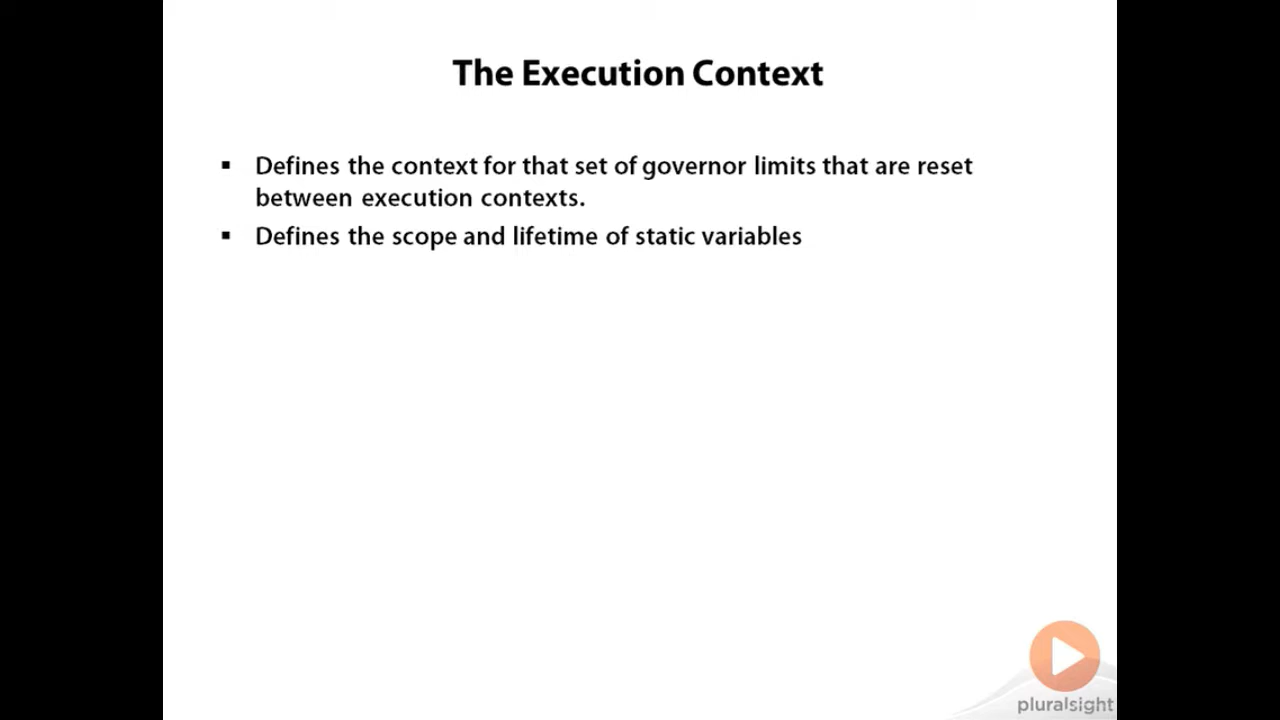 The Execution Context
▪ Defines the context for that set of governor limits that are reset
between execution contexts.
▪ Defines the scope and lifetime of static variables
pluralsight